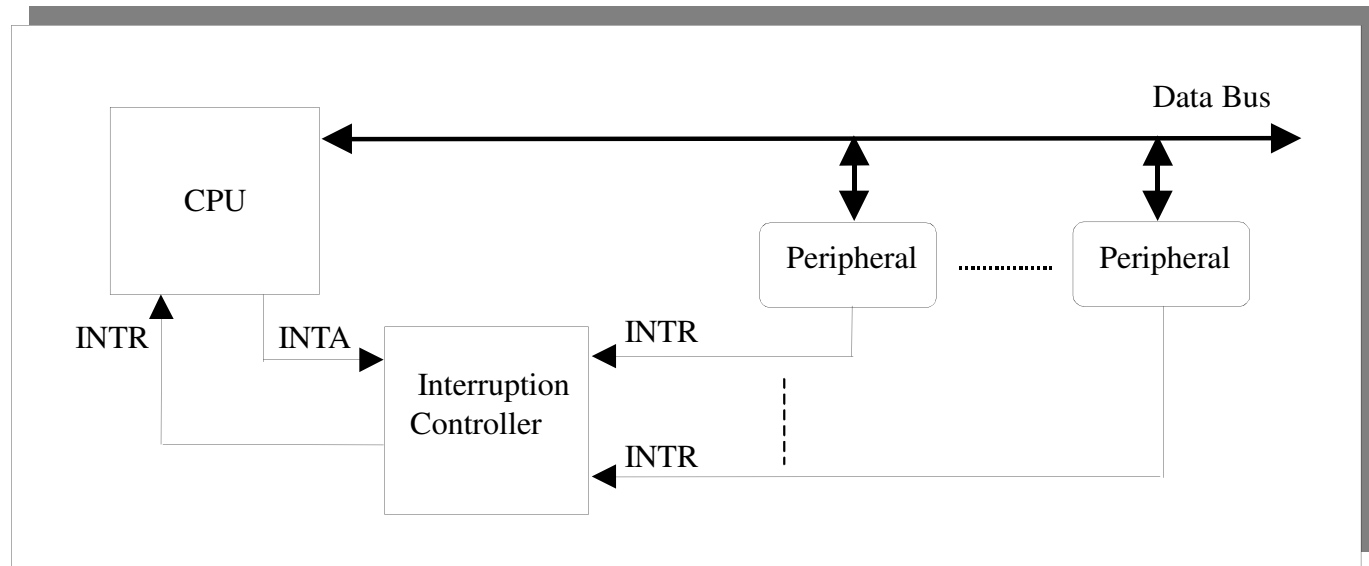 Data Bus
CPU
Peripheral
Peripheral
INTR
INTA
INTR
Interruption
Controller
INTR